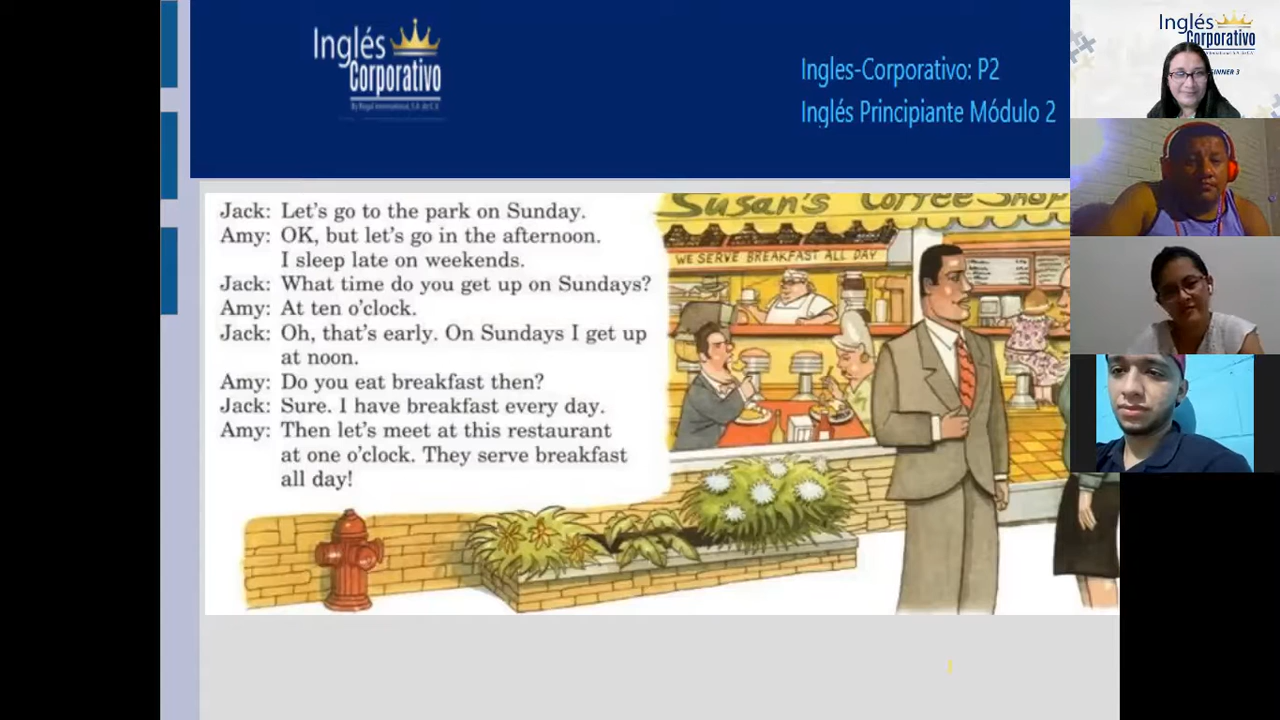 Inglés
Corporativo
Ingles-Corporativo: P2
Inglés Principiante Módulo 2
Jack: Let's go to the park on Sunday.
Amy: OK, but let's go in the afternoon.
I sleep late on weekends.
Jack: What time do you get up on Sundays?
Amy: At ten o'clock.
Jack: Oh, that's early. On Sundays I get up
at noon.
Amy: Do you eat breakfast then?
Jack: Sure. I have breakfast every day.
Amy: Then let's meet at this restaurant
at one o'clock. They serve breakfast
all day!
Susan's Coffee Shop
WE SERVE BREAKFAST ALL DAY
Inglés
Corporativo